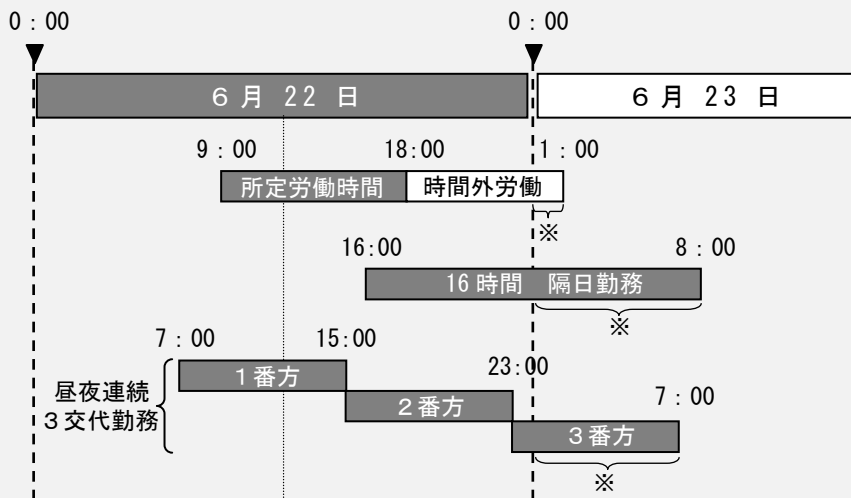 0：00 0：00
6月 22 日 6月 23 日
9：00 18:00 1：00
所定労働時間 時間外労働
※
16:00 8：00
16時間　隔日勤務
※
7：00 15:00 23:00 7：00
昼夜連続
3交代勤務
1番方
2番方
3番方
※